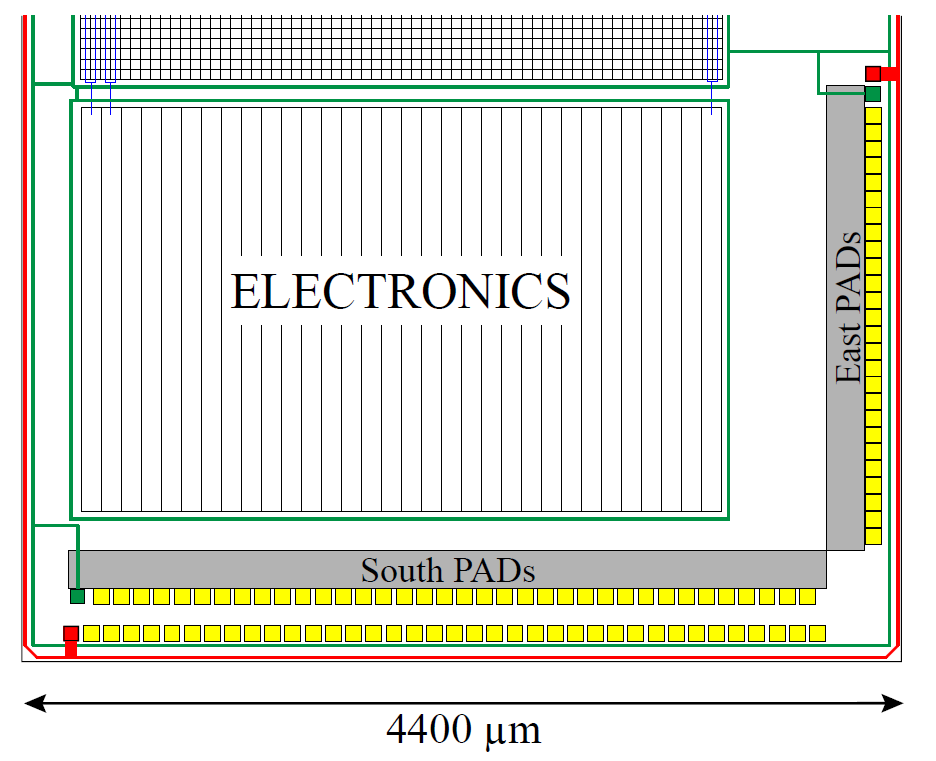 ELECTRONICS
East PADs
South PADs
4400 µm